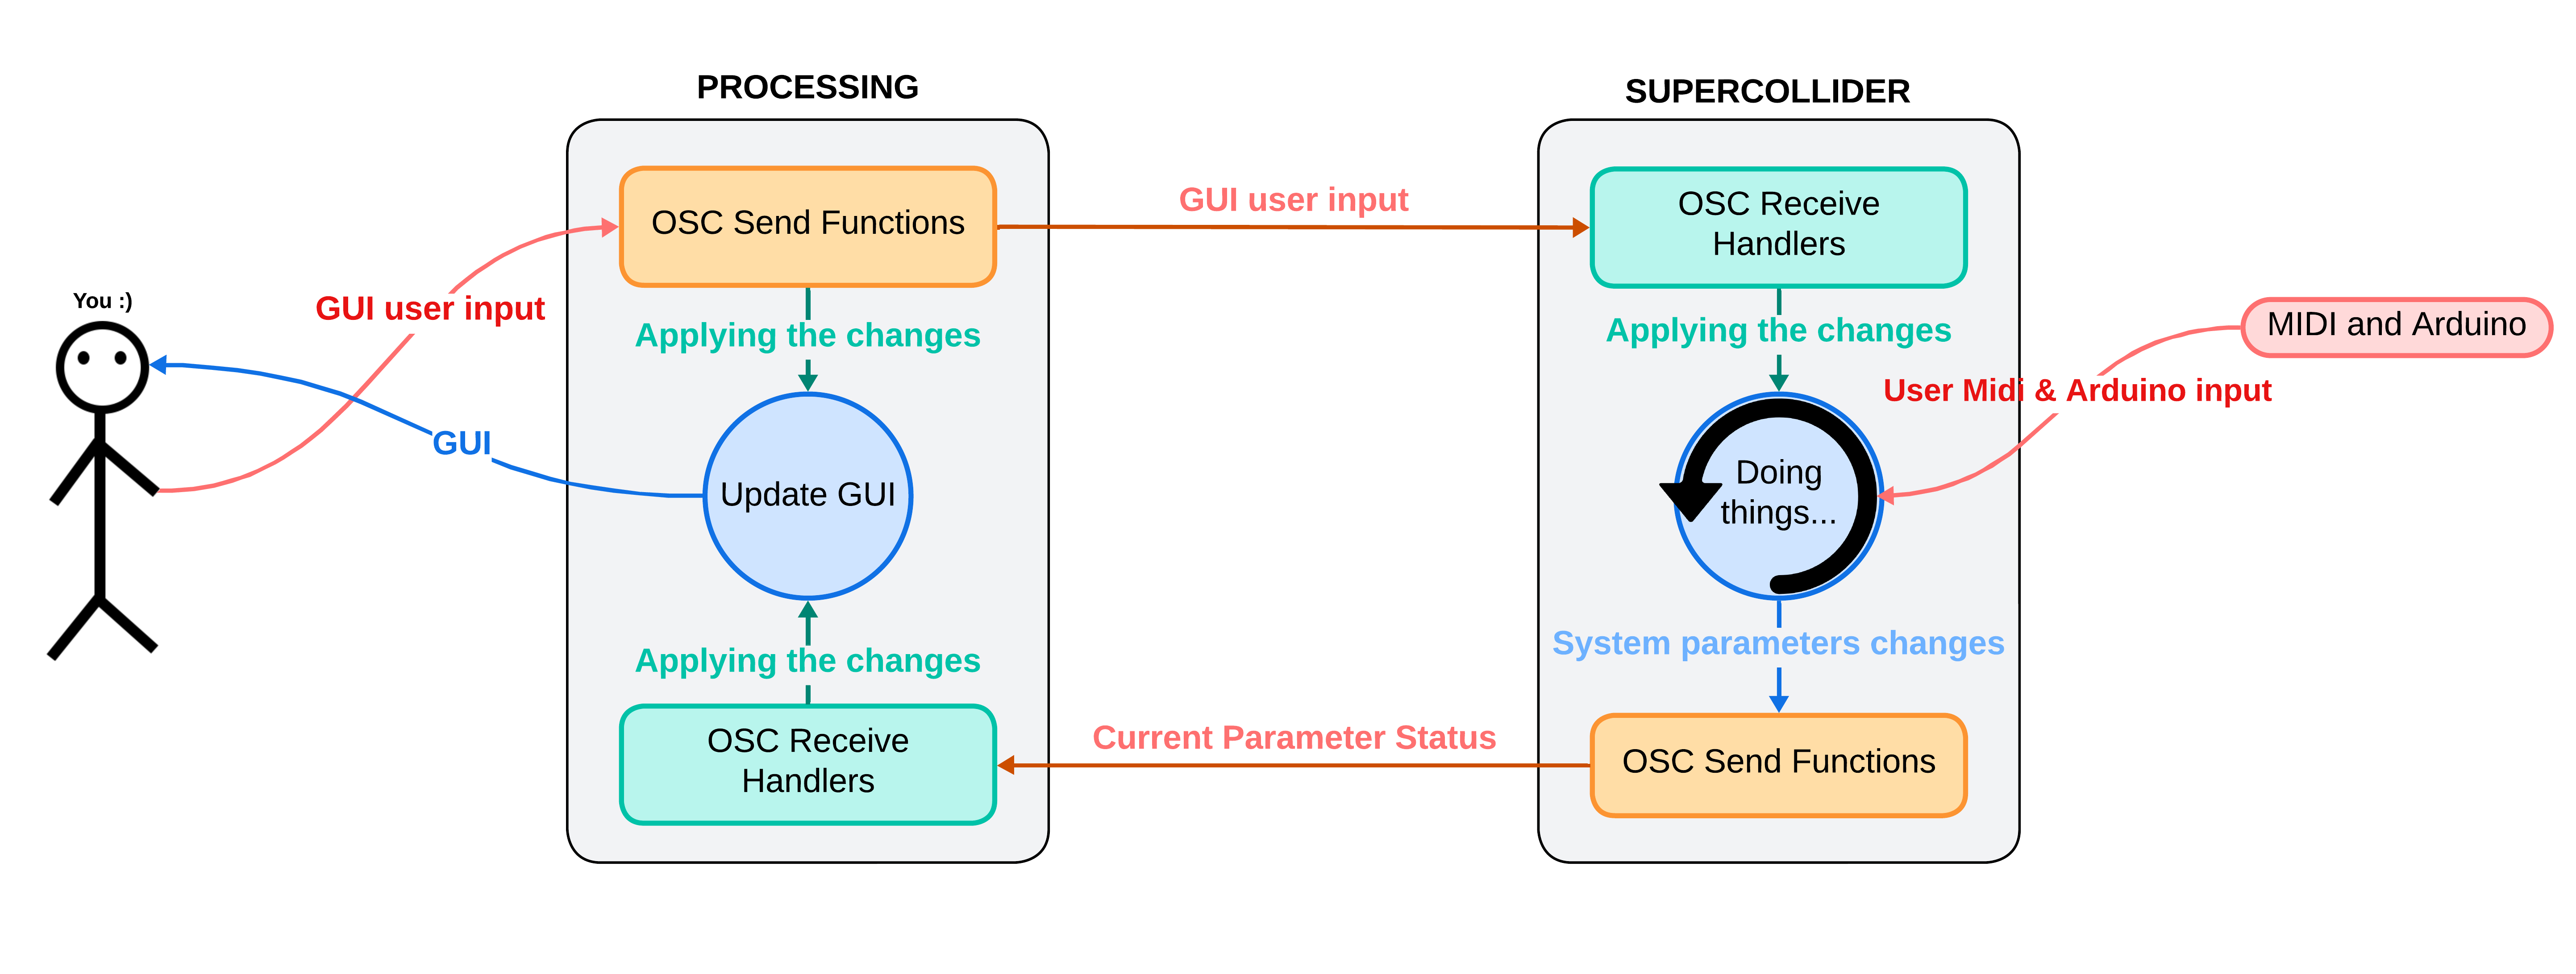 PROCESSING
SUPERCOLLIDER
OSC Send Functions
GUI user input
OSC Receive
Handlers
You :)
GUI user input
Applying the changes
Applying the changes
MIDI and Arduino
User Midi & Arduino input
GUI
Update GUI
Doing
things...
Applying the changes
System parameters changes
OSC Receive
Handlers
Current Parameter Status
OSC Send Functions